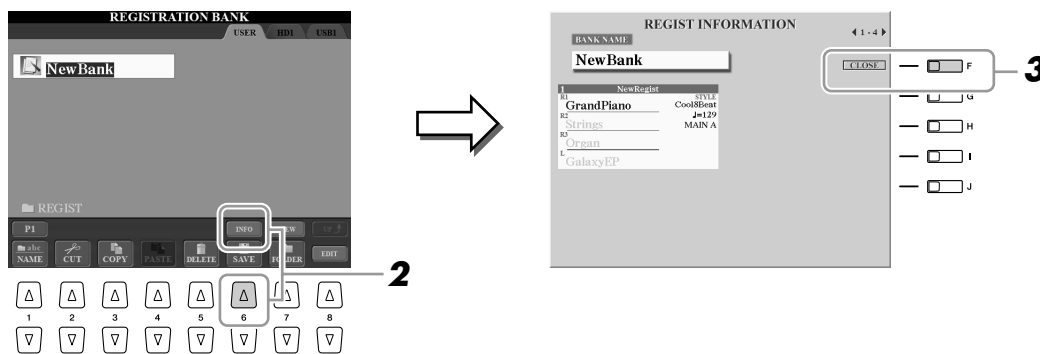 REGISTRATION BANK
USER HD1 USB1
NewBank
REGIST
P1 INFO UP
abc
NAME CUT COPY PASTE DELETE SAVE FOLDER EDIT
2
1 2 3 4 5 6 7 8
REGIST INFORMATION
1 - 4
BANK NAME
NewBank
CLOSE
F
3
1 NewRegist
R1 STYLE
GrandPiano Cool8Beat
R2 ♩=129
Strings MAIN A
R3
Organ
L
GalaxyEP
G
H
I
J